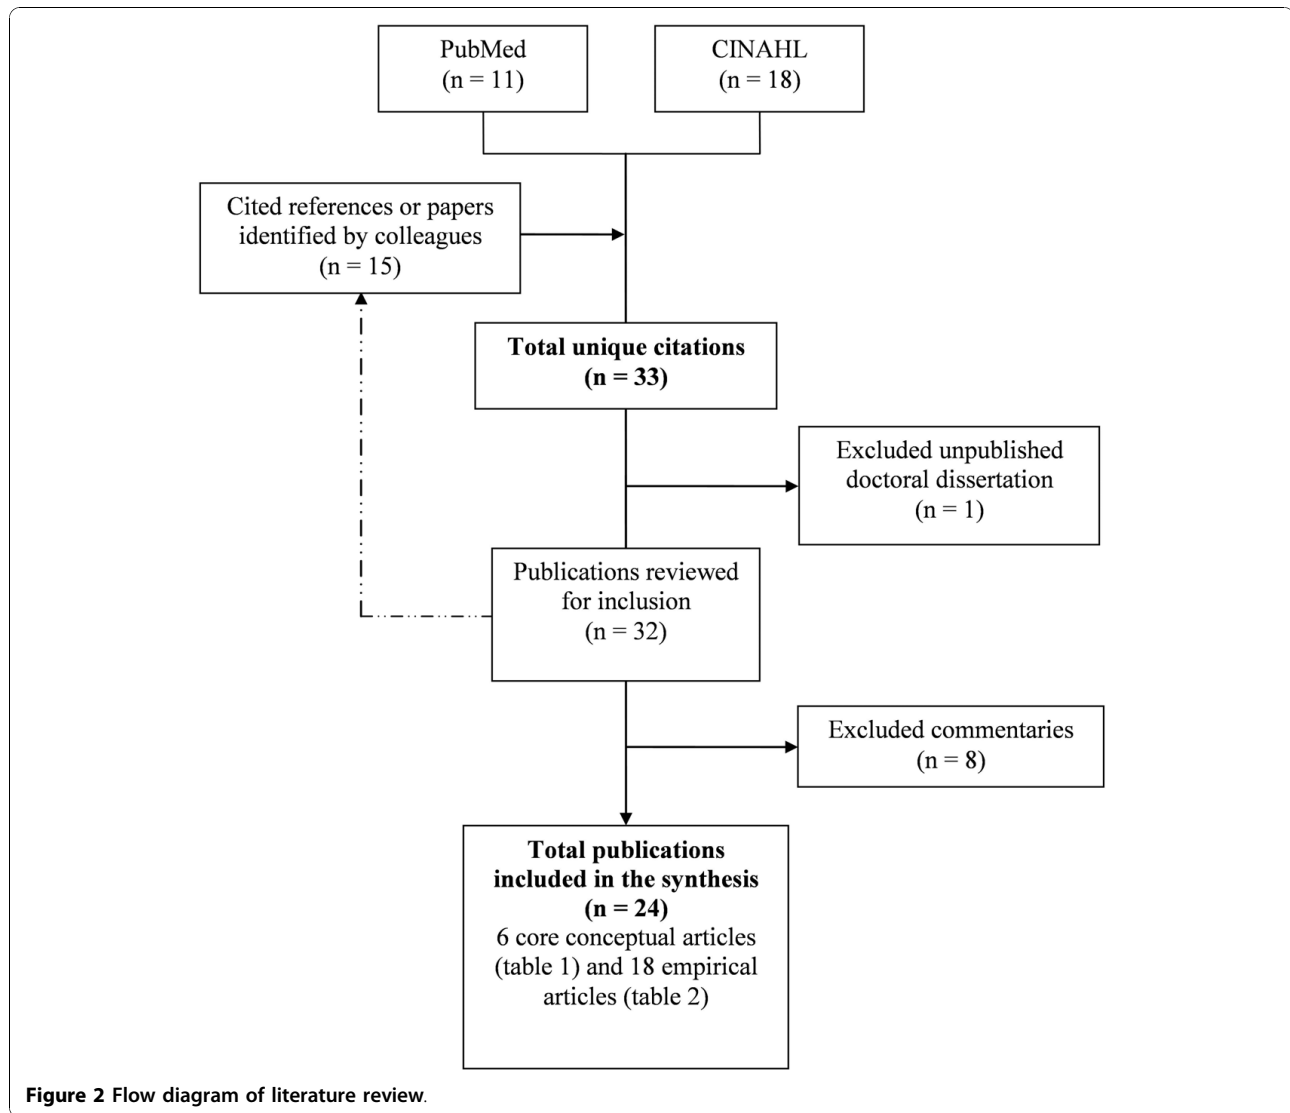 PubMed
(n = 11)
CINAHL
(n = 18)
Cited references or papers
identified by colleagues
(n = 15)
Total unique citations
(n = 33)
Excluded unpublished
doctoral dissertation
(n = 1)
Publications reviewed
for inclusion
(n = 32)
Excluded commentaries
(n = 8)
Total publications
included in the synthesis
(n = 24)
6 core conceptual articles
(table 1) and 18 empirical
articles (table 2)
Figure 2 Flow diagram of literature review.